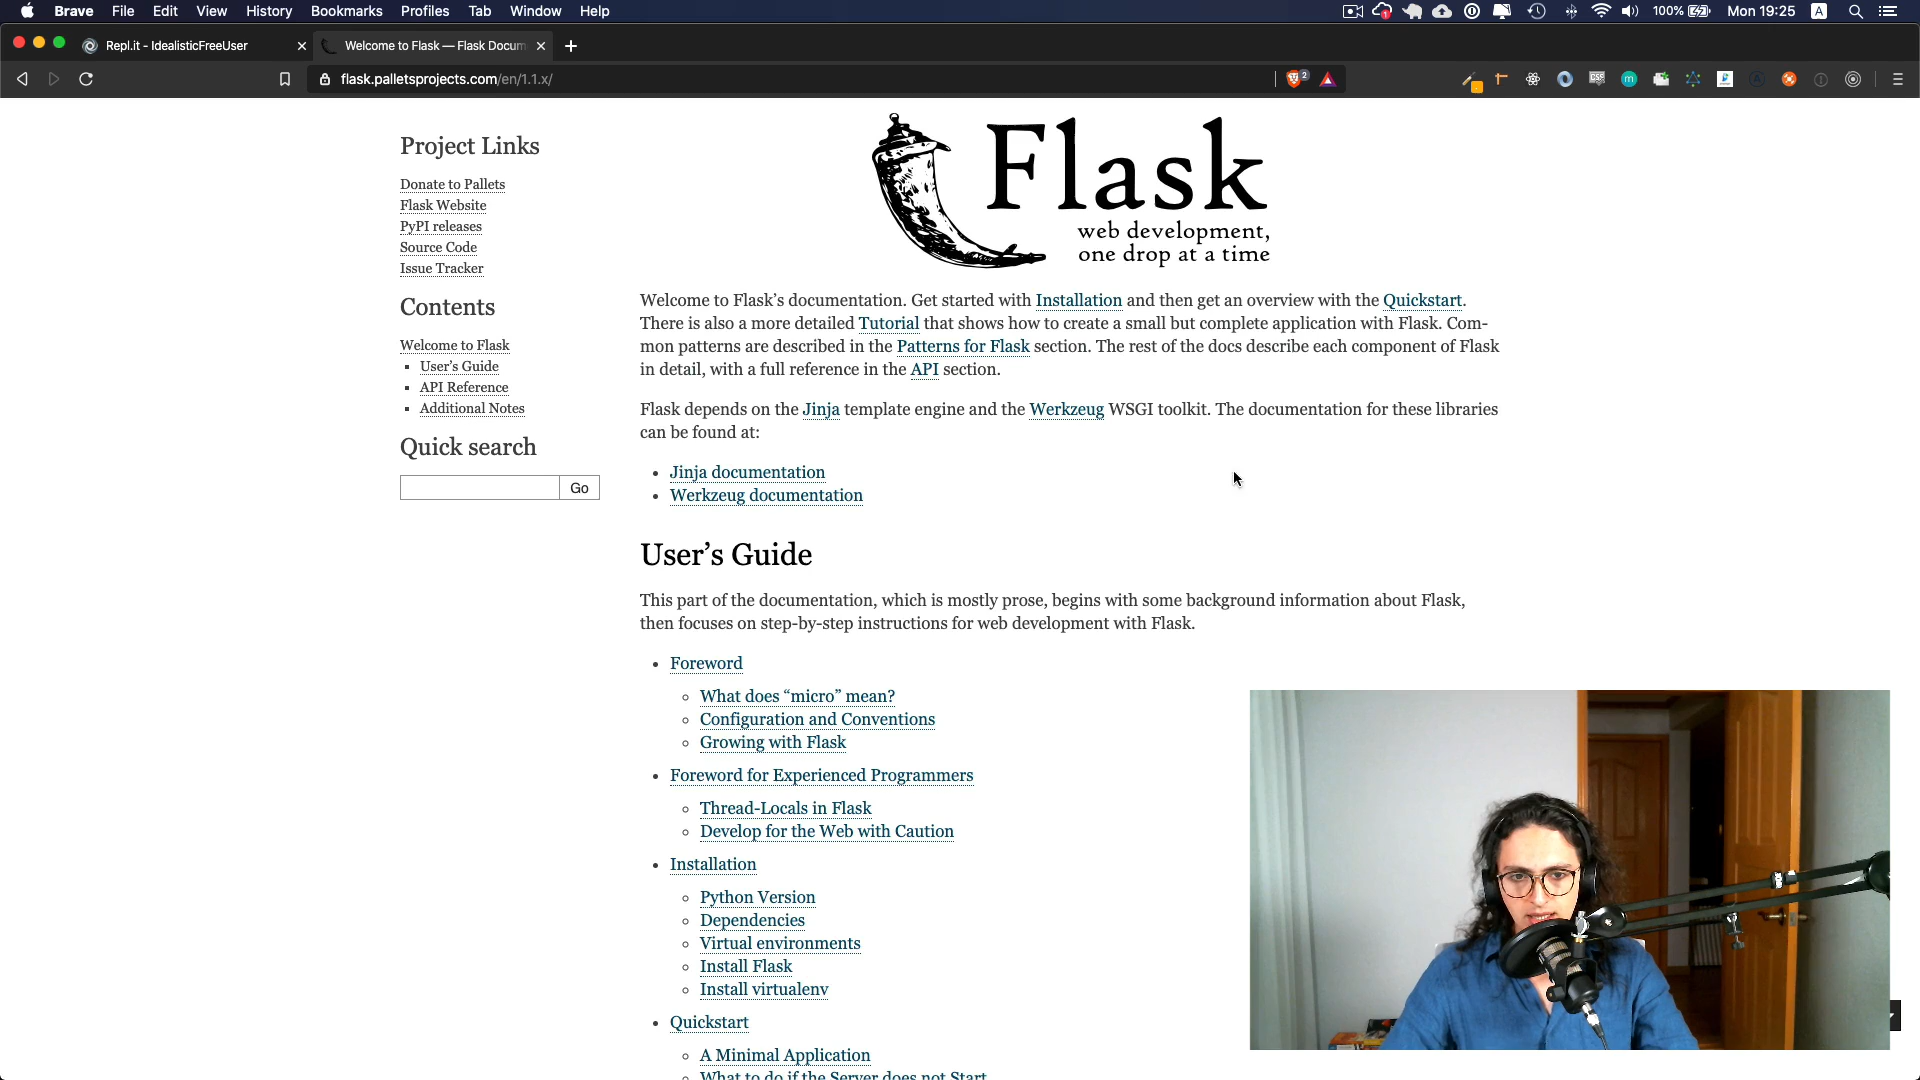 Brave File Edit View History Bookmarks Profiles Tab Window Help
100% Mon 19:25 A
Repl.it - IdealisticFreeUser
Welcome to Flask — Flask Docum
flask.palletsprojects.com/en/1.1.x/
2
Project Links
Donate to Pallets
Flask Website
PyPI releases
Source Code
Issue Tracker
Contents
Welcome to Flask
User's Guide
API Reference
Additional Notes
Quick search
Go
Flask
web development,
one drop at a time
Welcome to Flask's documentation. Get started with Installation and then get an overview with the Quickstart.
There is also a more detailed Tutorial that shows how to create a small but complete application with Flask. Com-
mon patterns are described in the Patterns for Flask section. The rest of the docs describe each component of Flask
in detail, with a full reference in the API section.
Flask depends on the Jinja template engine and the Werkzeug WSGI toolkit. The documentation for these libraries
can be found at:
Jinja documentation
Werkzeug documentation
User's Guide
This part of the documentation, which is mostly prose, begins with some background information about Flask,
then focuses on step-by-step instructions for web development with Flask.
Foreword
What does “micro” mean?
Configuration and Conventions
Growing with Flask
Foreword for Experienced Programmers
Thread-Locals in Flask
Develop for the Web with Caution
Installation
Python Version
Dependencies
Virtual environments
Install Flask
Install virtualenv
Quickstart
A Minimal Application
What to do if the Server does not Start